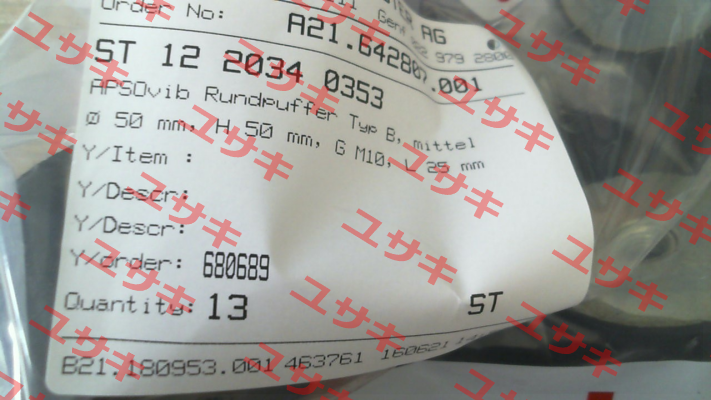 Order No: A21.642807.001
AG
ST 12 2034 0353
APSOvib Rundpuffer Typ B, mittel
Ø 50 mm, H 50 mm, G M10, L 25 mm
Y/Item :
Y/Descr:
Y/Descr:
Y/order: 680689
Quantity: 13 ST
B21.180953.001 463761 160621
ユサキ